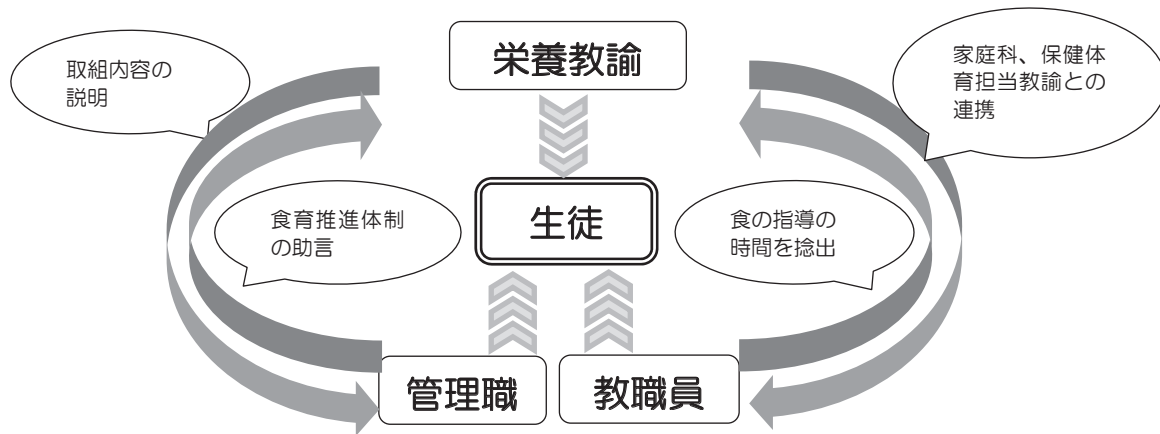 栄養教諭
取組内容の
説明
家庭科、保健体
育担当教諭との
連携
生徒
食育推進体制
の助言
食の指導の
時間を捻出
管理職
教職員